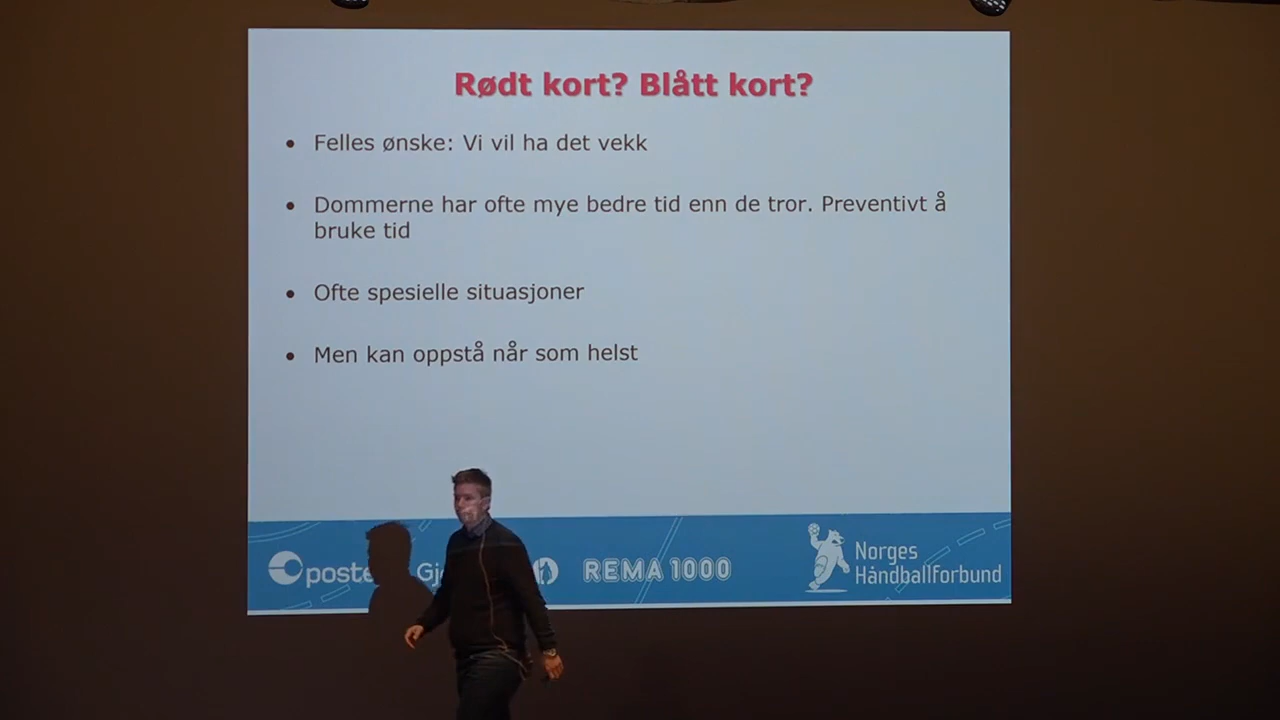 Rødt kort? Blått kort?
• Felles ønske: Vi vil ha det vekk
• Dommerne har ofte mye bedre tid enn de tror. Preventivt å
bruke tid
• Ofte spesielle situasjoner
• Men kan oppstå når som helst
REMA 1000
Norges
Håndballforbund